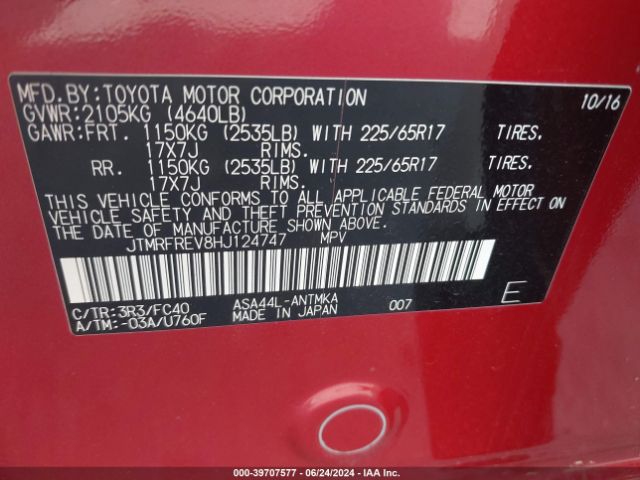 MFD.BY:TOYOTA MOTOR CORPORATION 10/16
GVWR:2105KG (4640LB)
GAWR:FRT. 1150KG (2535LB) WITH 225/65R17 TIRES.
17X7J RIMS.
RR. 1150KG (2535LB) WITH 225/65R17 TIRES.
17X7J RIMS.
THIS VEHICLE CONFORMS TO ALL APPLICABLE FEDERAL MOTOR
VEHICLE SAFETY AND THEFT PREVENTION STANDARDS IN EFFECT ON
THE DATE OF MANUFACTURE SHOWN ABOVE.
JTMRFREV8HJ124747 MPV
C/TR:3R3/FC40 ASA44L-ANTMKA 007 E
A/TM:-03A/U760F MADE IN JAPAN
000-39707577 - 06/24/2024 - IAA Inc.